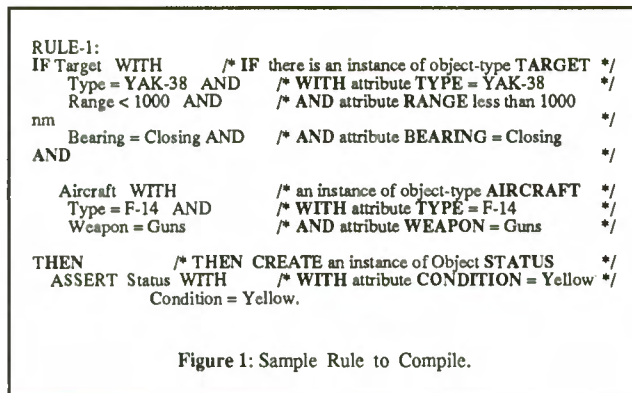 RULE-1:
IF Target WITH /* IF there is an instance of object-type TARGET */
Type = YAK-38 AND /* WITH attribute TYPE = YAK-38 */
Range < 1000 AND /* AND attribute RANGE less than 1000
nm */
Bearing = Closing AND /* AND attribute BEARING = Closing
AND */
Aircraft WITH /* an instance of object-type AIRCRAFT */
Type = F-14 AND /* WITH attribute TYPE = F-14 */
Weapon = Guns /* AND attribute WEAPON = Guns */
THEN /* THEN CREATE an instance of Object STATUS */
ASSERT Status WITH /* WITH attribute CONDITION = Yellow */
Condition = Yellow.
Figure 1: Sample Rule to Compile.